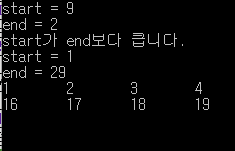 start = 9
end = 2
start가 end보다 큽니다.
start = 1
end = 29
1 2 3 4
16 17 18 19